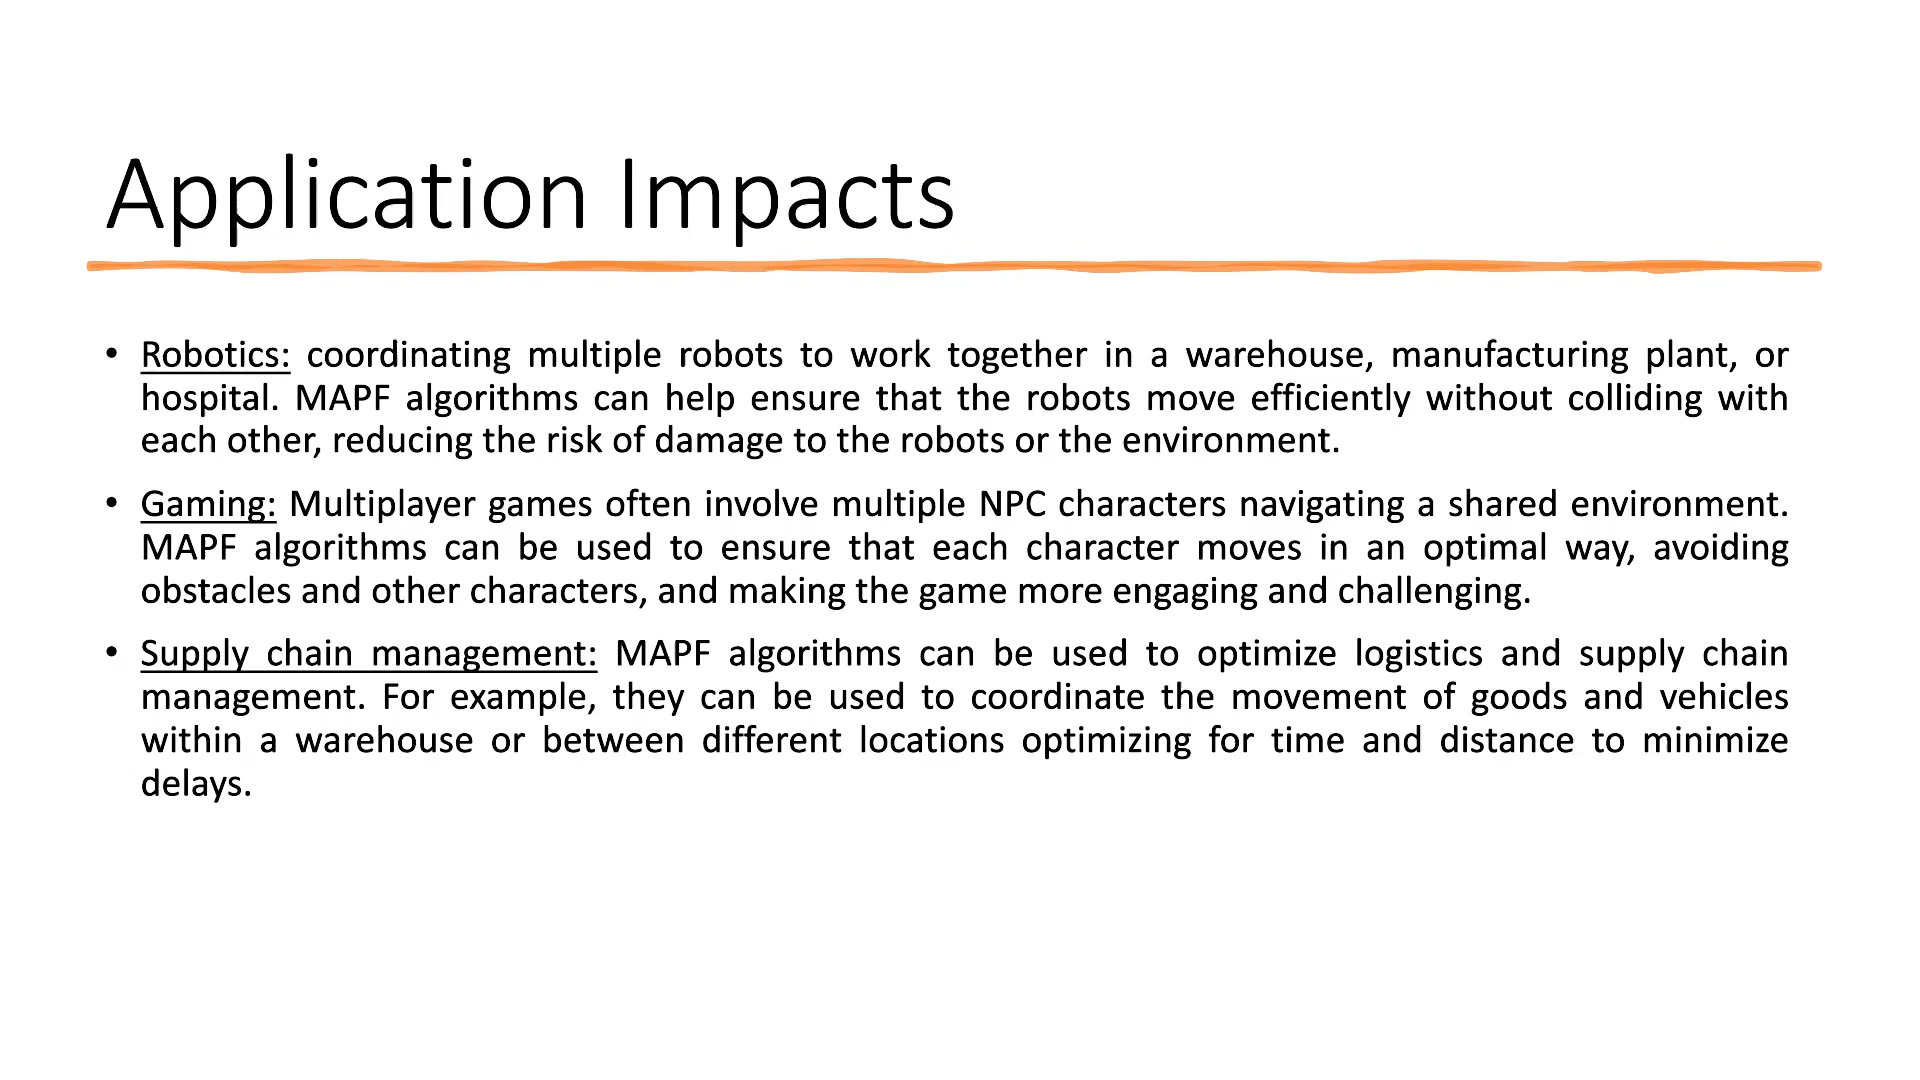 Application Impacts
• Robotics: coordinating multiple robots to work together in a warehouse, manufacturing plant, or
hospital. MAPF algorithms can help ensure that the robots move efficiently without colliding with
each other, reducing the risk of damage to the robots or the environment.
• Gaming: Multiplayer games often involve multiple NPC characters navigating a shared environment.
MAPF algorithms can be used to ensure that each character moves in an optimal way, avoiding
obstacles and other characters, and making the game more engaging and challenging.
• Supply chain management: MAPF algorithms can be used to optimize logistics and supply chain
management. For example, they can be used to coordinate the movement of goods and vehicles
within a warehouse or between different locations optimizing for time and distance to minimize
delays.